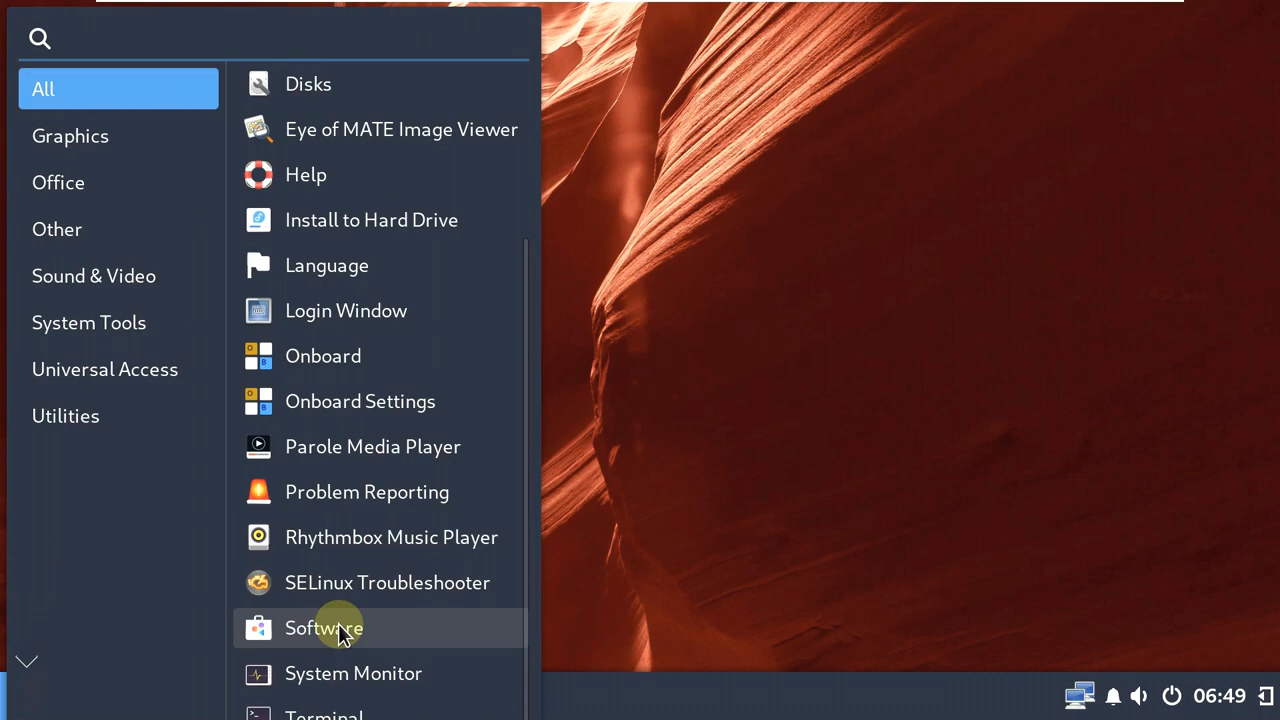 All
Graphics
Office
Other
Sound & Video
System Tools
Universal Access
Utilities
Disks
Eye of MATE Image Viewer
Help
Install to Hard Drive
Language
Login Window
Onboard
Onboard Settings
Parole Media Player
Problem Reporting
Rhythmbox Music Player
SELinux Troubleshooter
Software
System Monitor
Terminal
06:49